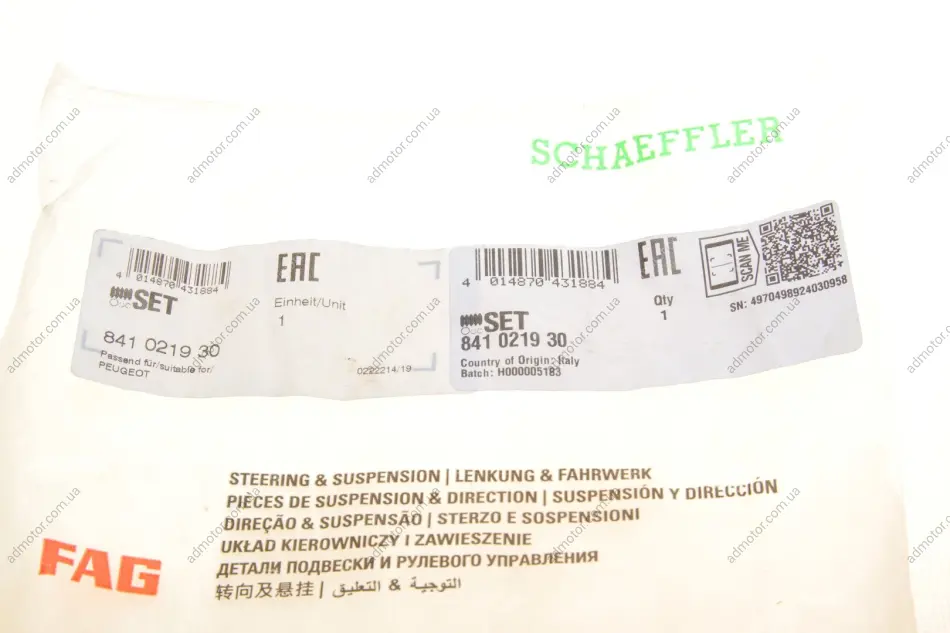 SCHAEFFLER
4 014870 431884
EAC
SET
Einheit/Unit
1
841 0219 30
Passend für/suitable for/
PEUGEOT
0222214/19
4 014870 431884
EAC
SCAN ME
SN: 4970498924030958
Qty
1
SET
841 0219 30
Country of Origin: Italy
Batch: H000005183
STEERING & SUSPENSION | LENKUNG & FAHRWERK
PIÈCES DE SUSPENSION & DIRECTION | SUSPENSIÓN Y DIRECCIÓN
DIREÇÃO & SUSPENSÃO | STERZO E SOSPENSIONI
UKŁAD KIEROWNICZY I ZAWIESZENIE
ДЕТАЛИ ПОДВЕСКИ И РУЛЕВОГО УПРАВЛЕНИЯ
转向及悬挂 | التوجية & التعليق
FAG
admotor.com.ua